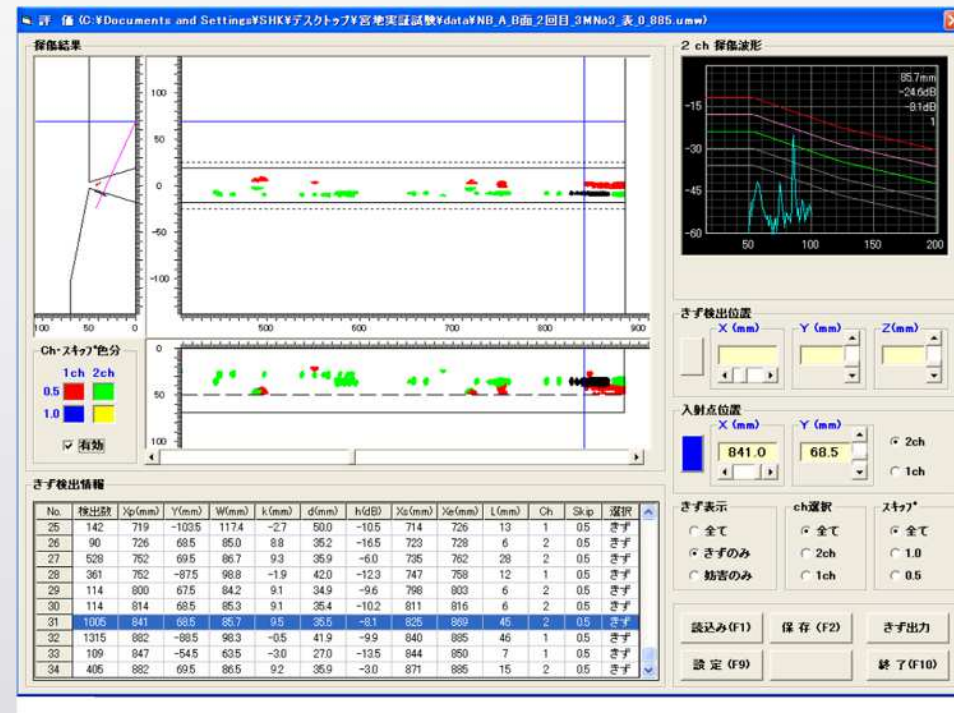 評 価 (C:¥Documents and Settings¥SHK¥デスクトップ¥宮地実証試験¥data¥NB_A_B面_2回目_3MNo3_表_0_885.umw)
探傷結果
100
50
0
-50
-100
100 50 0
500 600 700 800 900
0
50
100
Ch・スキップ色分
1ch 2ch
0.5
1.0
有効
2 ch 探傷波形
85.7mm
-24.6dB
-8.1dB
1
-15
-30
-45
-60
50 100 150 200
きず検出位置
X (mm) Y (mm) Z(mm)
入射点位置
X (mm) Y (mm)
841.0 68.5
2ch
1ch
きず表示 ch選択 スキップ
全て 全て 全て
きずのみ 2ch 1.0
妨害のみ 1ch 0.5
読込み(F1) 保 存 (F2) きず出力
設 定 (F9) 終 了(F10)
きず検出情報
No. 検出数 Xp(mm) Y(mm) W(mm) k(mm) d(mm) h(dB) Xs(mm) Xe(mm) L(mm) Ch Skip 選択
25 142 719 -103.5 117.4 -2.7 50.0 -10.5 714 726 13 1 0.5 きず
26 90 726 68.5 85.0 8.8 35.2 -16.5 723 728 6 2 0.5 きず
27 528 752 69.5 86.7 9.3 35.9 -6.0 735 762 28 2 0.5 きず
28 361 752 -87.5 98.8 -1.9 42.0 -12.3 747 758 12 1 0.5 きず
29 114 800 67.5 84.2 9.1 34.9 -9.6 798 803 6 2 0.5 きず
30 114 814 68.5 85.3 9.1 35.4 -10.2 811 816 6 2 0.5 きず
31 1005 841 68.5 85.7 9.5 35.5 -8.1 825 869 45 2 0.5 きず
32 1315 882 -88.5 98.3 -0.5 41.9 -9.9 840 885 46 1 0.5 きず
33 109 847 -54.5 63.5 -3.0 27.0 -13.5 844 850 7 1 0.5 きず
34 405 882 69.5 86.5 9.2 35.9 -3.0 871 885 15 2 0.5 きず